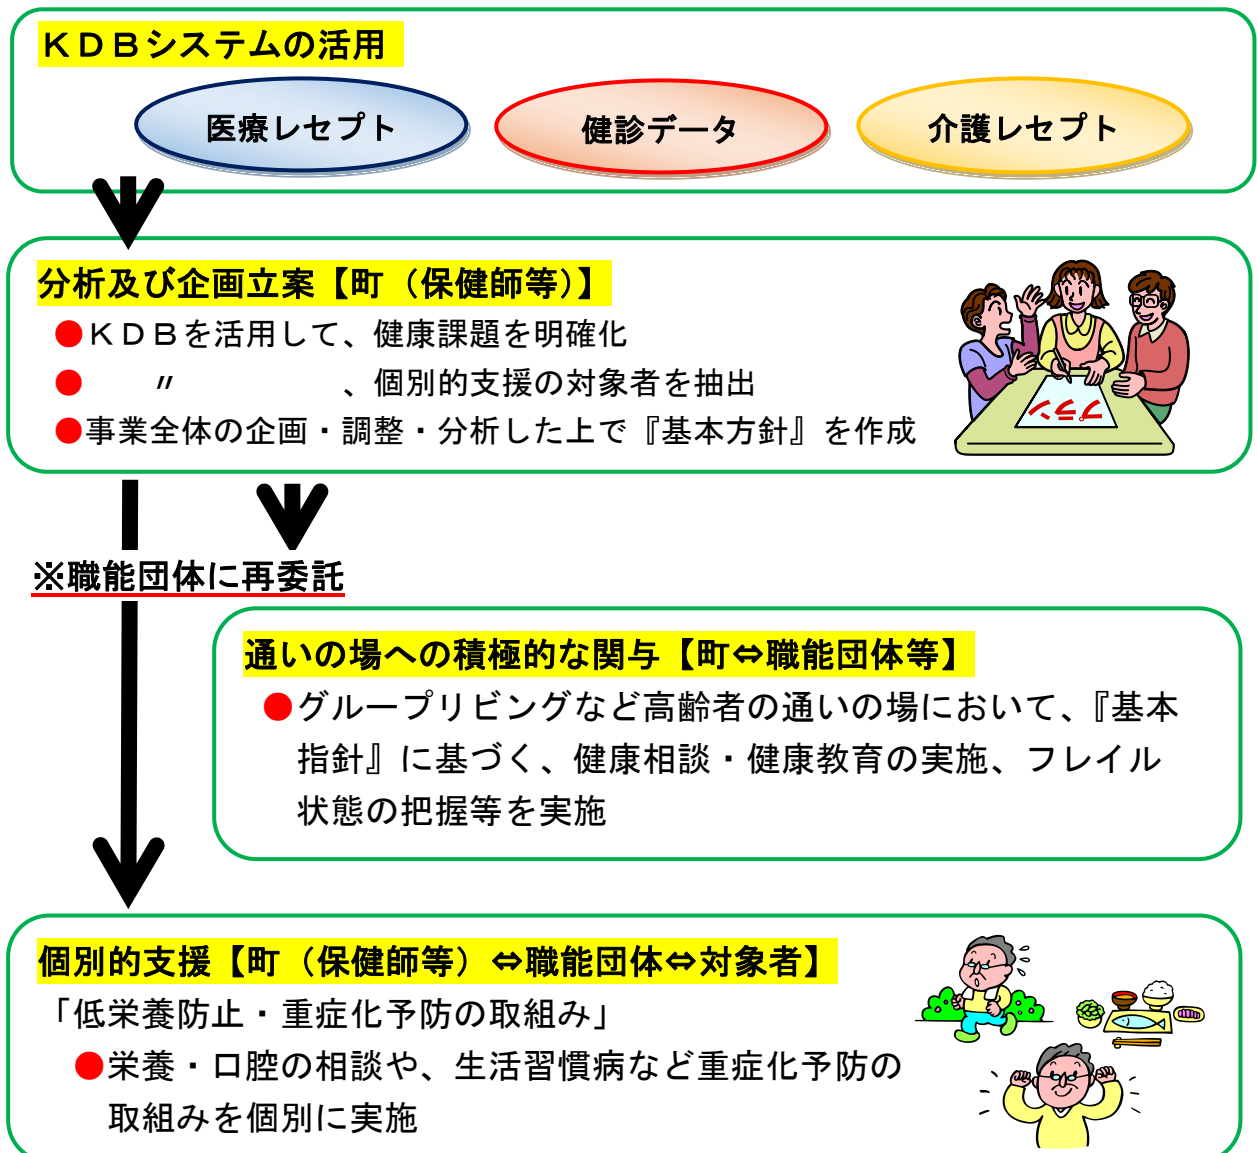 ＫＤＢシステムの活用
医療レセプト
健診データ
介護レセプト
分析及び企画立案【町（保健師等）】
●ＫＤＢを活用して、健康課題を明確化
●　　〃　　　　　、個別的支援の対象者を抽出
●事業全体の企画・調整・分析した上で『基本方針』を作成
プラン
※職能団体に再委託
通いの場への積極的な関与【町⇔職能団体等】
●グループリビングなど高齢者の通いの場において、『基本
指針』に基づく、健康相談・健康教育の実施、フレイル
状態の把握等を実施
個別的支援【町（保健師等）⇔職能団体⇔対象者】
「低栄養防止・重症化予防の取組み」
●栄養・口腔の相談や、生活習慣病など重症化予防の
取組みを個別に実施